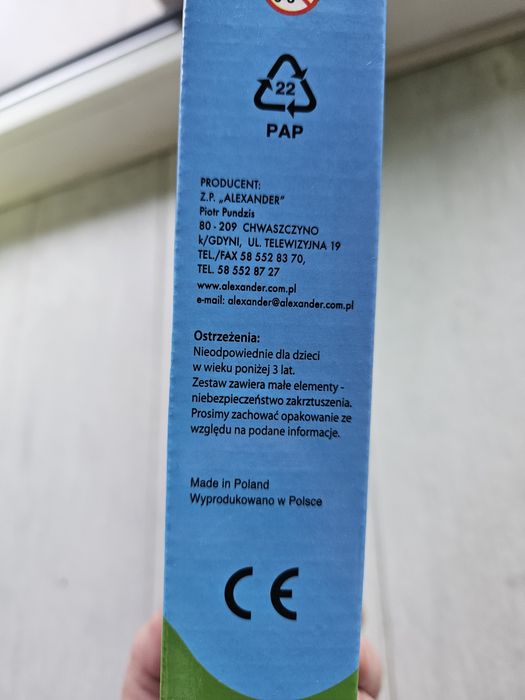 22
PAP
PRODUCENT:
Z.P. „ALEXANDER"
Piotr Pundzis
80 - 209 CHWASZCZYNO
k/GDYNI, UL. TELEWIZYJNA 19
TEL./FAX 58 552 83 70,
TEL. 58 552 87 27
www.alexander.com.pl
e-mail: alexander@alexander.com.pl
Ostrzeżenia:
Nieodpowiednie dla dzieci
w wieku poniżej 3 lat.
Zestaw zawiera małe elementy -
niebezpieczeństwo zakrztuszenia.
Prosimy zachować opakowanie ze
względu na podane informacje.
Made in Poland
Wyprodukowano w Polsce
CE